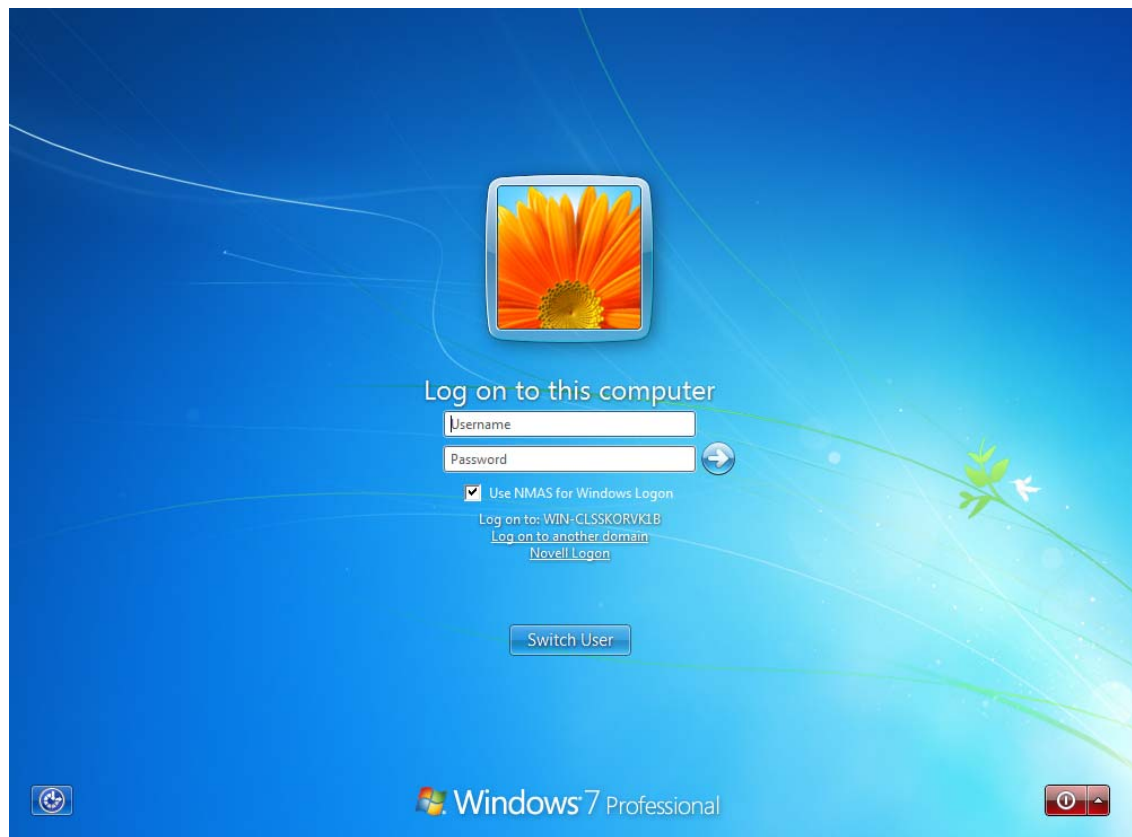 Log on to this computer
Username
Password
Use NMAS for Windows Logon
Log on to: WIN-CLSSKORVK1B
Log on to another domain
Novell Logon
Switch User
Windows 7 Professional